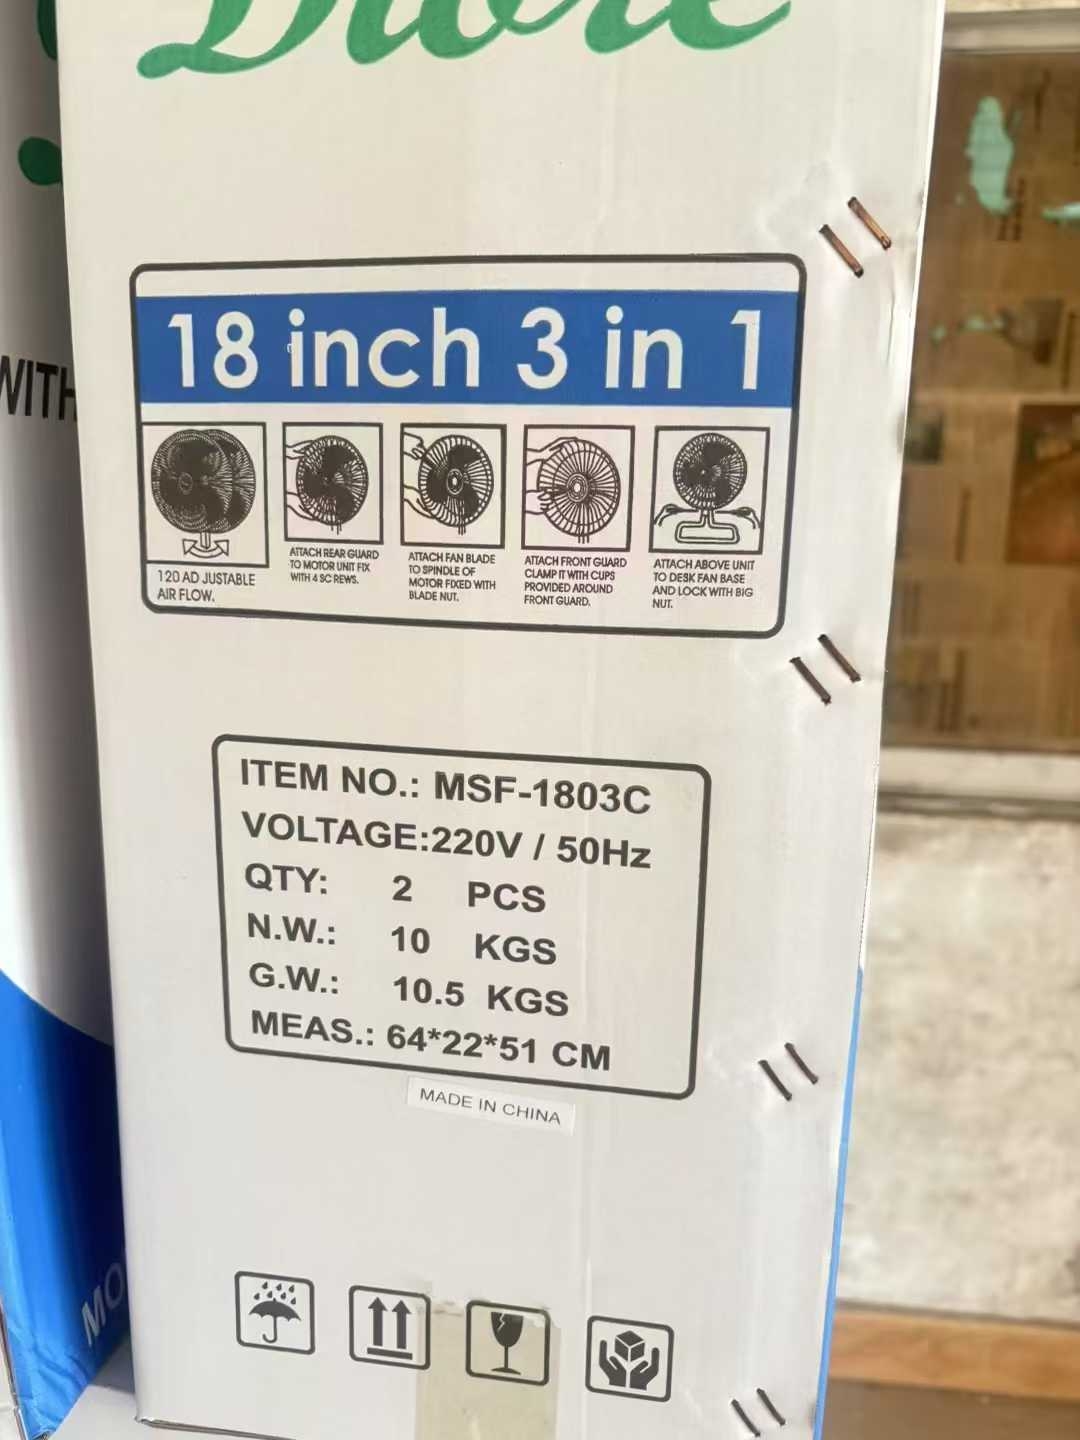 18 inch 3 in 1
120 AD JUSTABLE
AIR FLOW.
ATTACH REAR GUARD
TO MOTOR UNIT FIX
WITH 4 SC REWS.
ATTACH FAN BLADE
TO SPINDLE OF
MOTOR FIXED WITH
BLADE NUT.
ATTACH FRONT GUARD
CLAMP IT WITH CUPS
PROVIDED AROUND
FRONT GUARD.
ATTACH ABOVE UNIT
TO DESK FAN BASE
AND LOCK WITH BIG
NUT.
WITH
ITEM NO.: MSF-1803C
VOLTAGE:220V / 50Hz
QTY: 2 PCS
N.W.: 10 KGS
G.W.: 10.5 KGS
MEAS.: 64*22*51 CM
MADE IN CHINA
MO